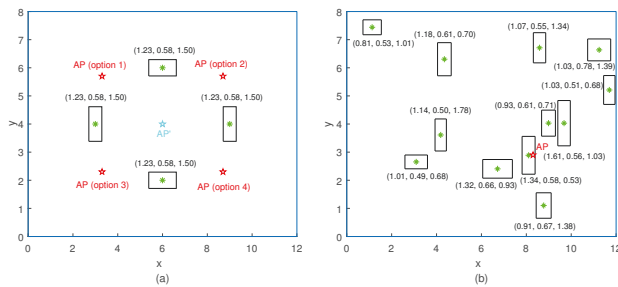 8
7
6
5
4
3
2
1
0
y
(1.23, 0.58, 1.50)
AP (option 1)
AP (option 2)
(1.23, 0.58, 1.50)
(1.23, 0.58, 1.50)
AP'
(1.23, 0.58, 1.50)
AP (option 3)
AP (option 4)
0 2 4 6 8 10 12
x
(a)
8
7
6
5
4
3
2
1
0
y
(0.81, 0.53, 1.01)
(1.18, 0.61, 0.70)
(1.07, 0.55, 1.34)
(1.03, 0.78, 1.39)
(1.03, 0.51, 0.68)
(1.14, 0.50, 1.78)
(0.93, 0.61, 0.71)
AP
(1.61, 0.56, 1.03)
(1.01, 0.49, 0.68)
(1.32, 0.66, 0.93)
(1.34, 0.58, 0.53)
(0.91, 0.67, 1.38)
0 2 4 6 8 10 12
x
(b)